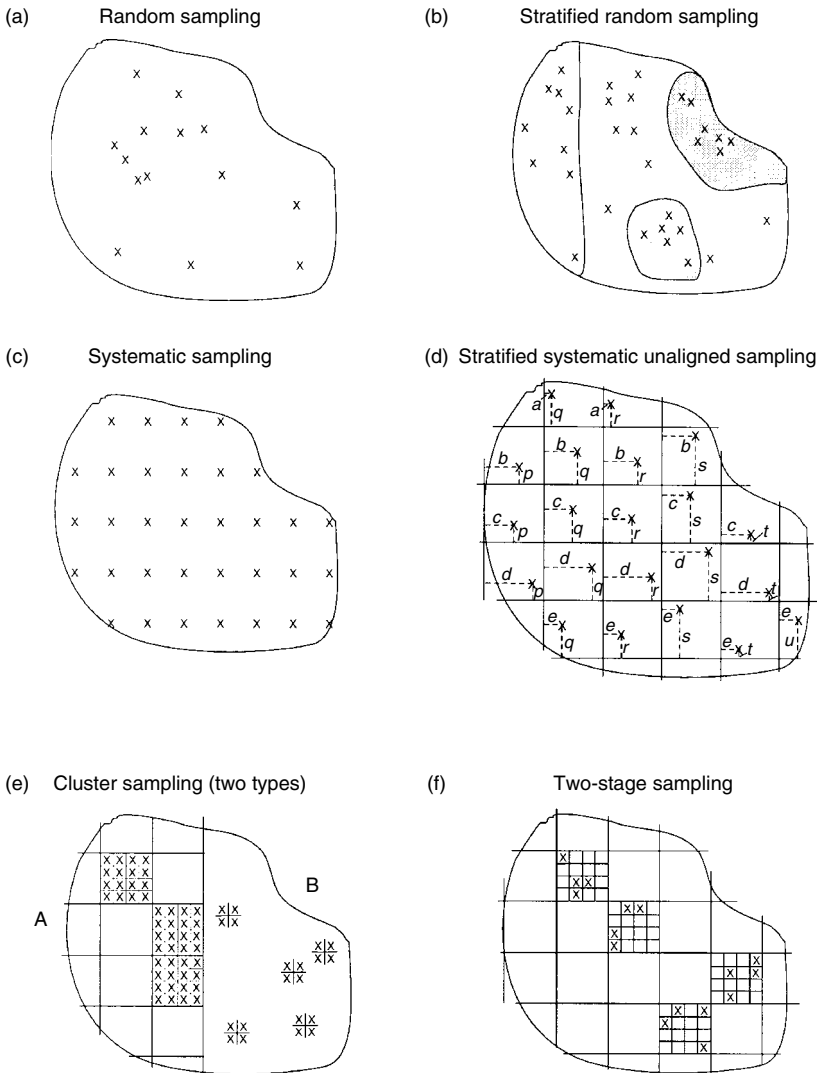 (a) Random sampling
(b) Stratified random sampling
(c) Systematic sampling
(d) Stratified systematic unaligned sampling
a q a r
b p b q b r b s
c p c q c r c s c t
d p d q d r d s d t
e q e r e s e t e u
(e) Cluster sampling (two types)
A
B
(f) Two-stage sampling